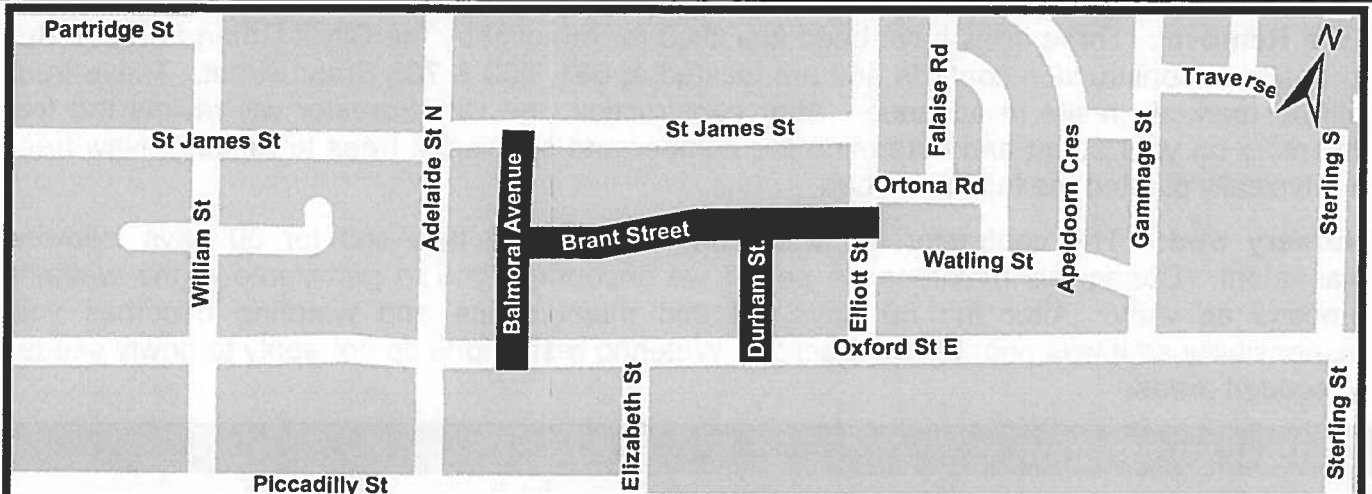 Partridge St
Falaise Rd
Traverse
N
St James St
Adelaide St N
Balmoral Avenue
St James St
Ortona Rd
Apeldoorn Cres
Gammage St
Sterling S
William St
Brant Street
Durham St.
Elliott St
Watling St
Oxford St E
Elizabeth St
Sterling St
Piccadilly St